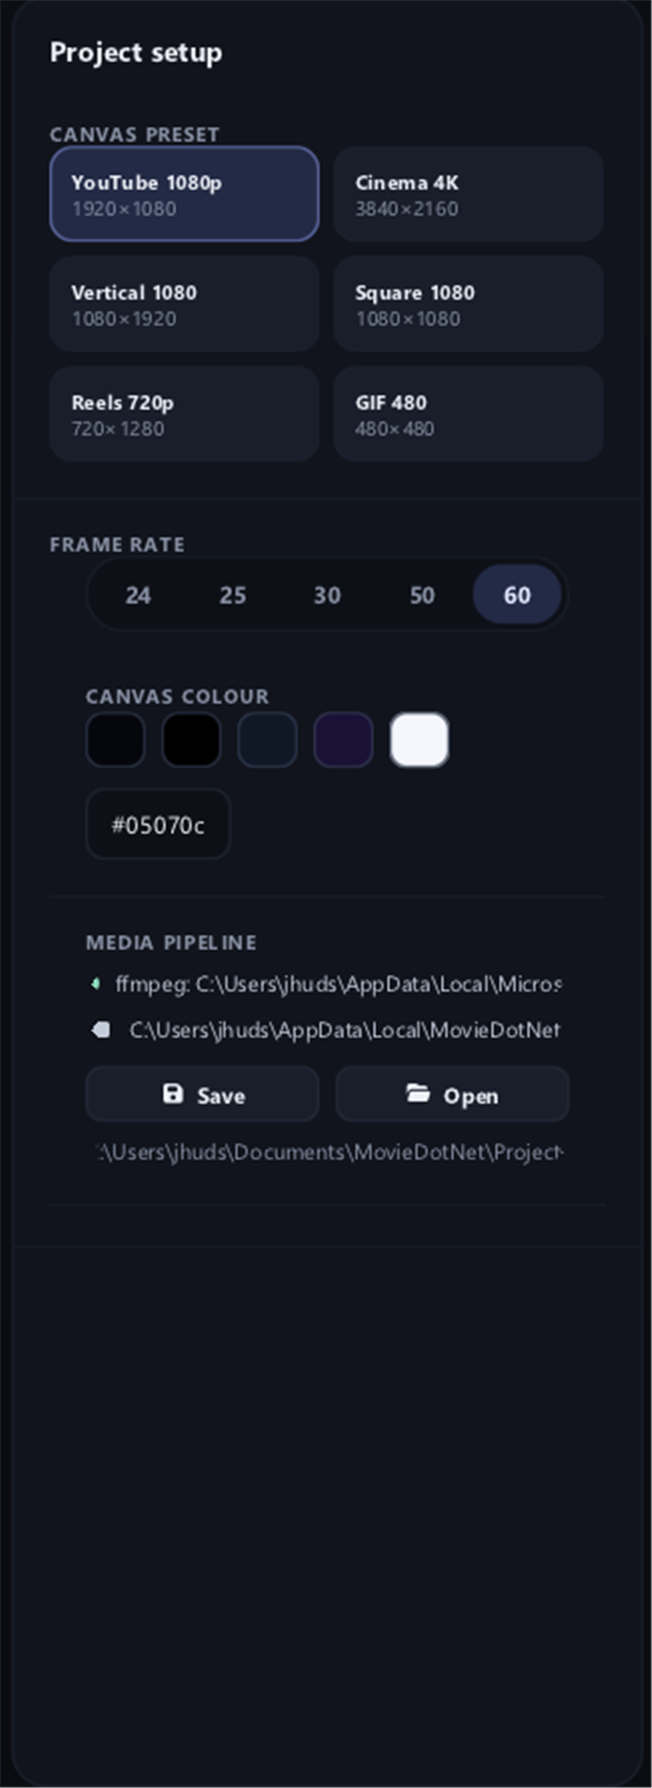 Project setup
CANVAS PRESET
YouTube 1080p
1920×1080
Cinema 4K
3840×2160
Vertical 1080
1080×1920
Square 1080
1080×1080
Reels 720p
720×1280
GIF 480
480×480
FRAME RATE
24 25 30 50 60
CANVAS COLOUR
#05070c
MEDIA PIPELINE
ffmpeg: C:\Users\jhuds\AppData\Local\Micros
C:\Users\jhuds\AppData\Local\MovieDotNet
Save Open
:\Users\jhuds\Documents\MovieDotNet\Project